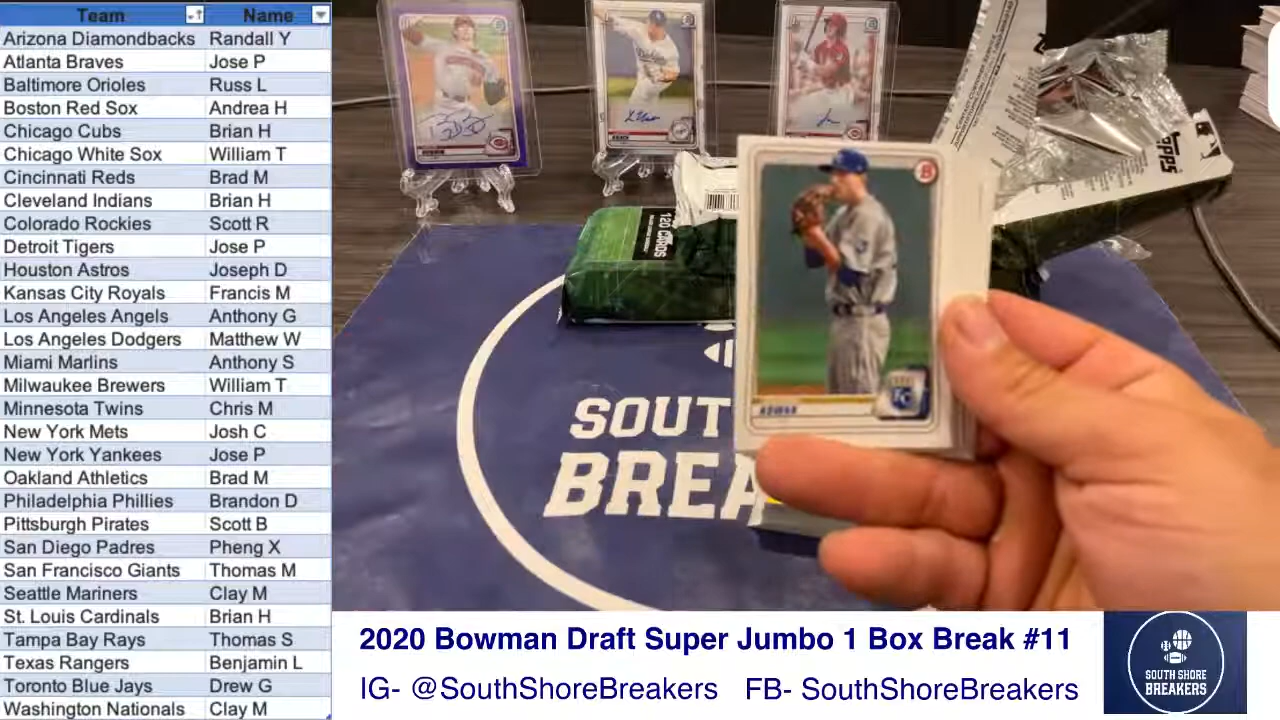 Team Name
Arizona Diamondbacks Randall Y
Atlanta Braves Jose P
Baltimore Orioles Russ L
Boston Red Sox Andrea H
Chicago Cubs Brian H
Chicago White Sox William T
Cincinnati Reds Brad M
Cleveland Indians Brian H
Colorado Rockies Scott R
Detroit Tigers Jose P
Houston Astros Joseph D
Kansas City Royals Francis M
Los Angeles Angels Anthony G
Los Angeles Dodgers Matthew W
Miami Marlins Anthony S
Milwaukee Brewers William T
Minnesota Twins Chris M
New York Mets Josh C
New York Yankees Jose P
Oakland Athletics Brad M
Philadelphia Phillies Brandon D
Pittsburgh Pirates Scott B
San Diego Padres Pheng X
San Francisco Giants Thomas M
Seattle Mariners Clay M
St. Louis Cardinals Brian H
Tampa Bay Rays Thomas S
Texas Rangers Benjamin L
Toronto Blue Jays Drew G
Washington Nationals Clay M
topps
MLB
120 CARDS
B
KOWAR
KC
SOUT
BREA
2020 Bowman Draft Super Jumbo 1 Box Break #11
IG- @SouthShoreBreakers FB- SouthShoreBreakers
SOUTH SHORE
BREAKERS